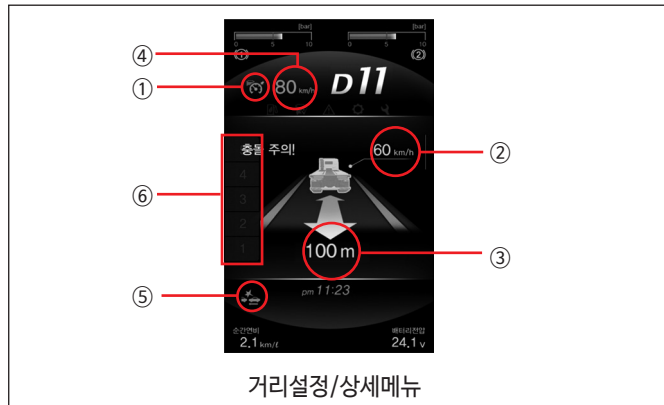 [bar] [bar]
0 5 10 0 5 10
(1) (2)
④
① 80 km/h D11
충돌 주의!
60 km/h ②
4
⑥ 3
2
1
100 m ③
⑤ pm 11:23
순간연비 배터리전압
2.1 km/ℓ 24.1 v
거리설정/상세메뉴